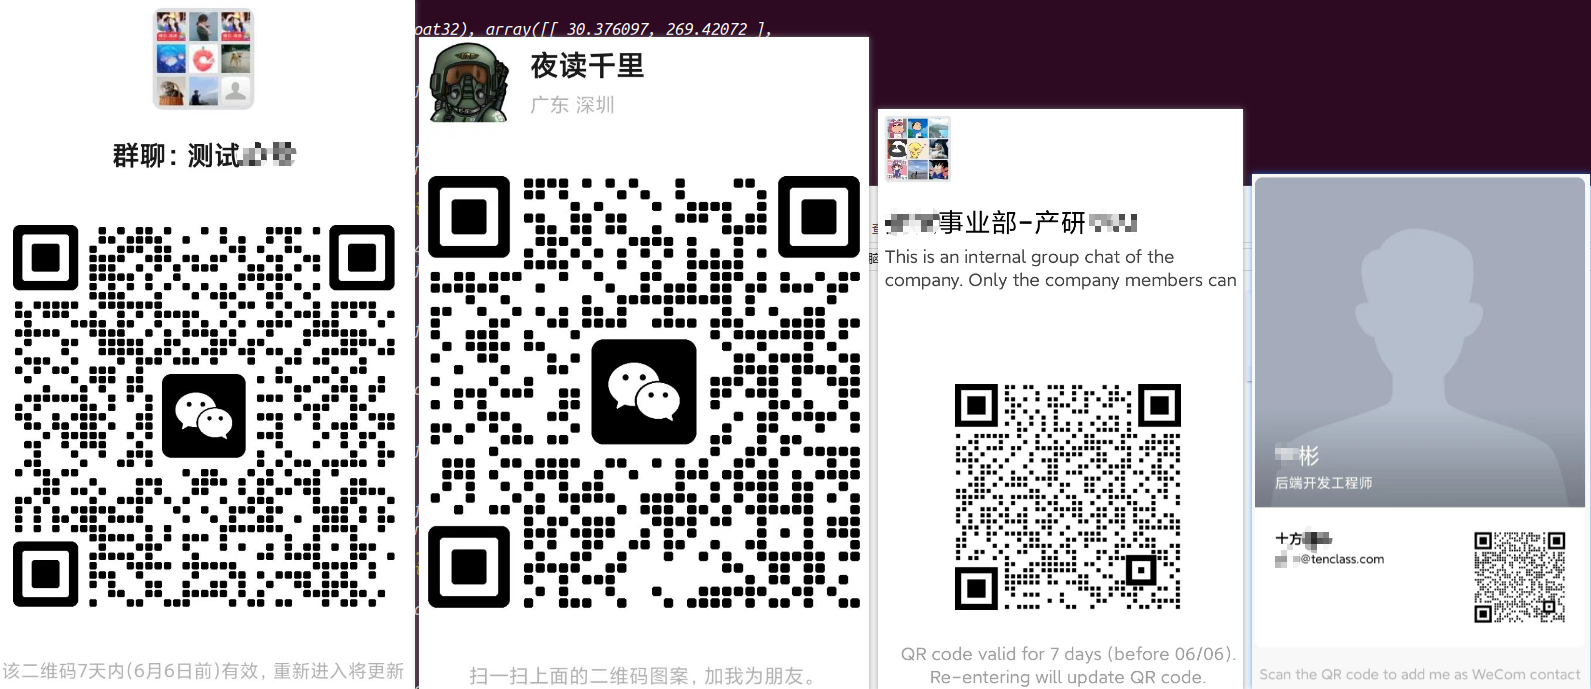 oat32), array([[ 30.376097, 269.42072 ],
群聊：测试
该二维码7天内(6月6日前)有效，重新进入将更新
夜读千里
广东 深圳
扫一扫上面的二维码图案，加我为朋友。
事业部-产研
This is an internal group chat of the
company. Only the company members can
QR code valid for 7 days (before 06/06).
Re-entering will update QR code.
彬
后端开发工程师
十方
@tenclass.com
Scan the QR code to add me as WeCom contact